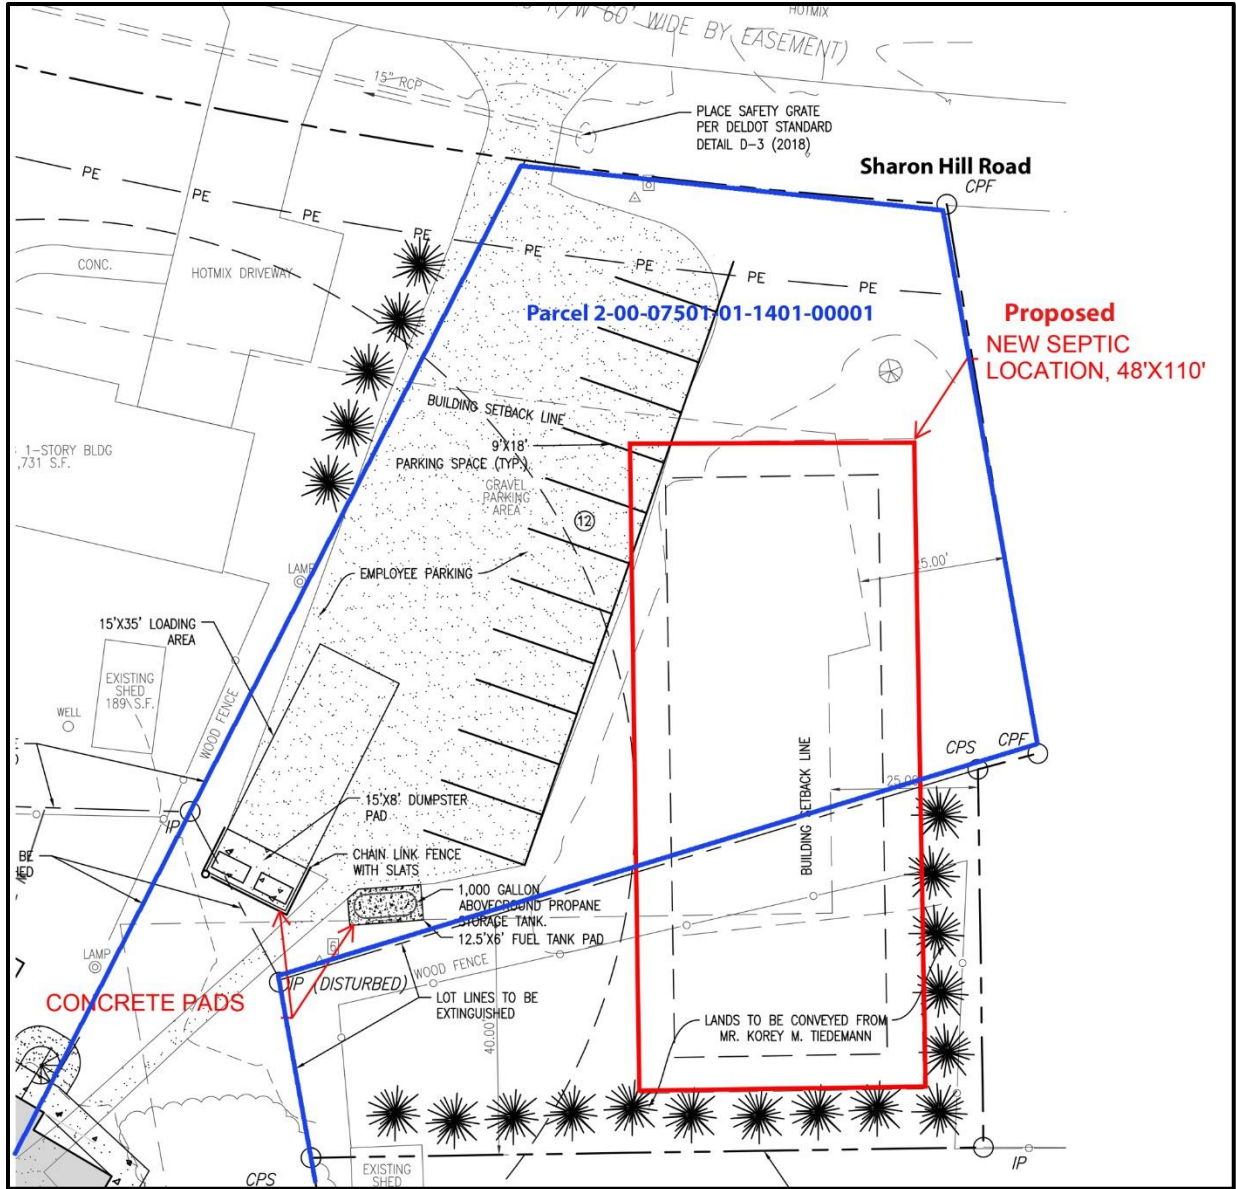 R/W 60' WIDE BY EASEMENT)
HOTMIX
15" RCP
PLACE SAFETY GRATE
PER DELDOT STANDARD
DETAIL D-3 (2018)
Sharon Hill Road
CPF
PE
PE
PE
PE
PE
PE
PE
PE
CONC.
HOTMIX DRIVEWAY
Parcel 2-00-07501-01-1401-00001
Proposed
NEW SEPTIC
LOCATION, 48'X110'
BUILDING SETBACK LINE
9'X18'
PARKING SPACE (TYP.)
GRAVEL
PARKING
AREA
12
1-STORY BLDG
,731 S.F.
LAMP
EMPLOYEE PARKING
25.00'
15'X35' LOADING
AREA
EXISTING
SHED
189 S.F.
WELL
WOOD FENCE
IP
CPS
CPF
25.00'
BUILDING SETBACK LINE
15'X8' DUMPSTER
PAD
CHAIN LINK FENCE
WITH SLATS
BE
HED
1,000 GALLON
ABOVEGROUND PROPANE
STORAGE TANK.
12.5'X6' FUEL TANK PAD
6
LAMP
IP (DISTURBED)
WOOD FENCE
CONCRETE PADS
LOT LINES TO BE
EXTINGUISHED
40.00'
LANDS TO BE CONVEYED FROM
MR. KOREY M. TIEDEMANN
CPS
EXISTING
SHED
IP